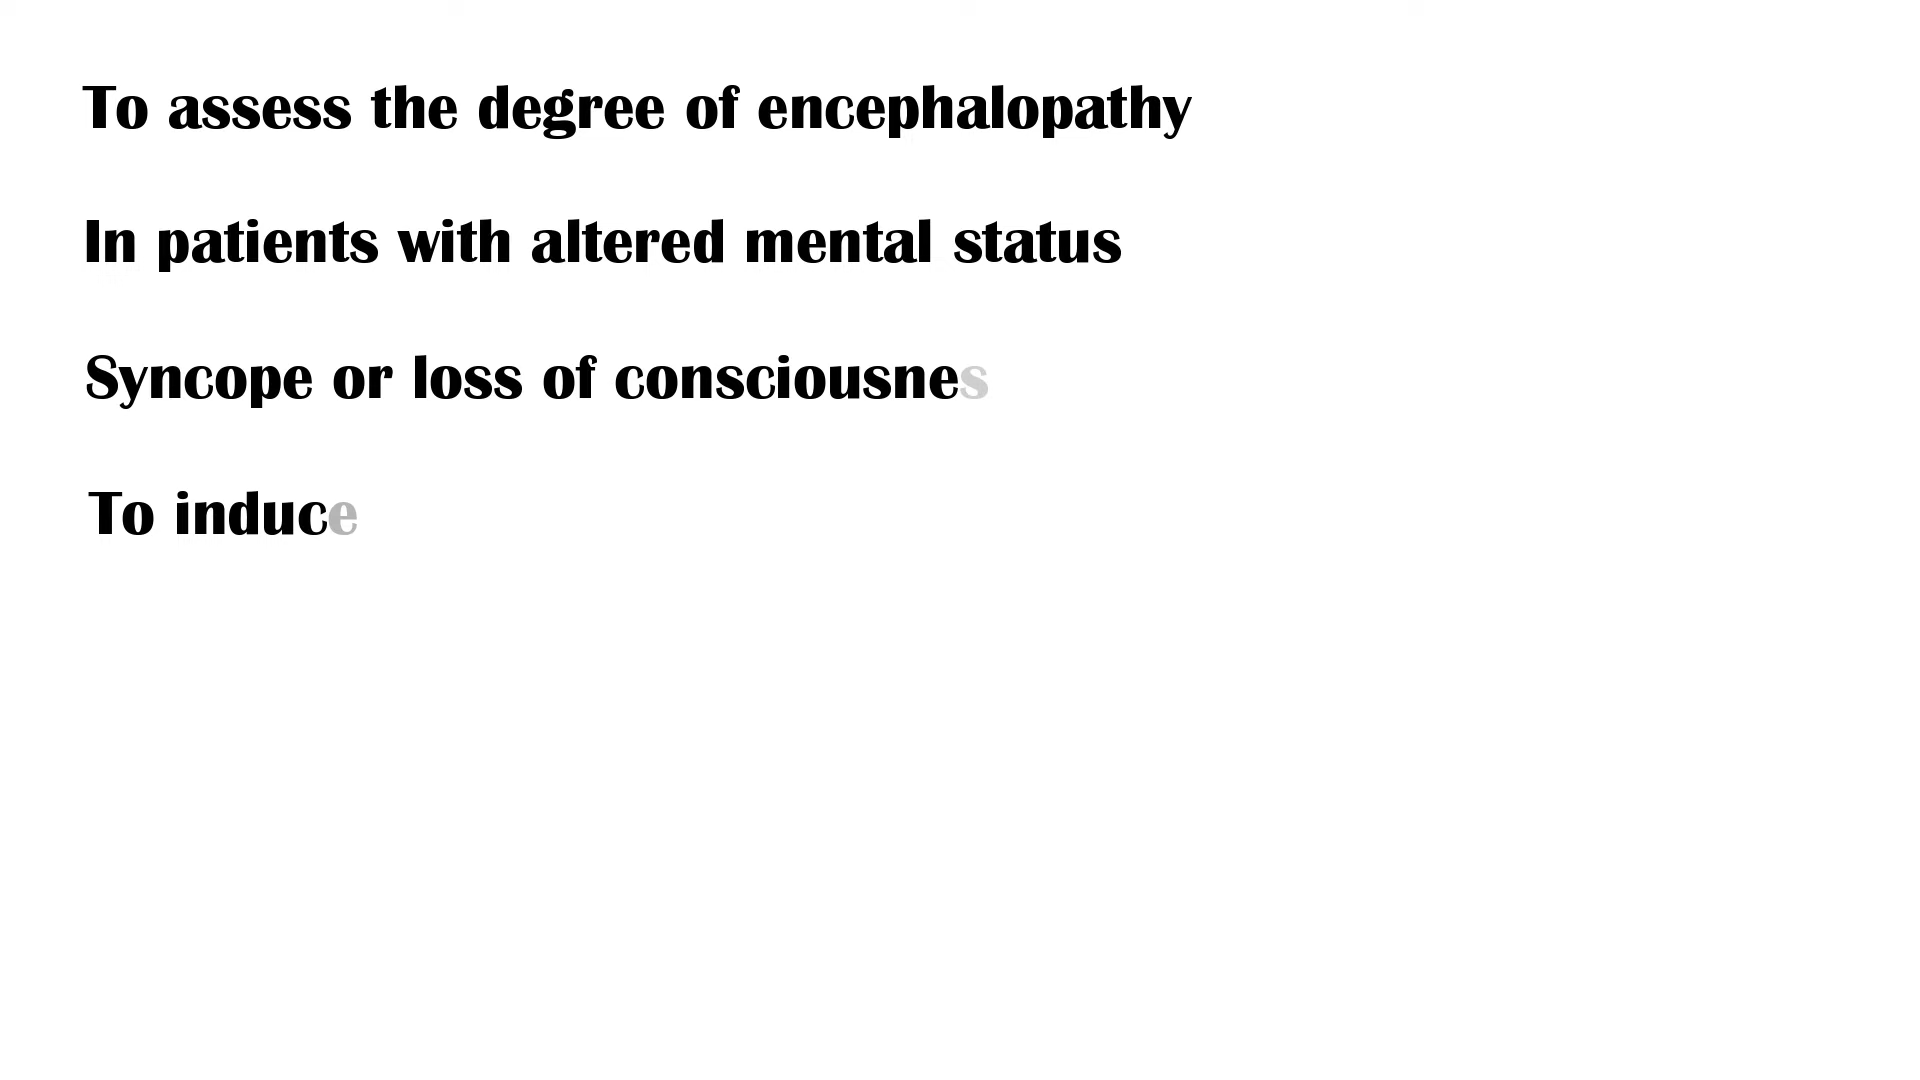 To assess the degree of encephalopathy
In patients with altered mental status
Syncope or loss of consciousnes
To induce